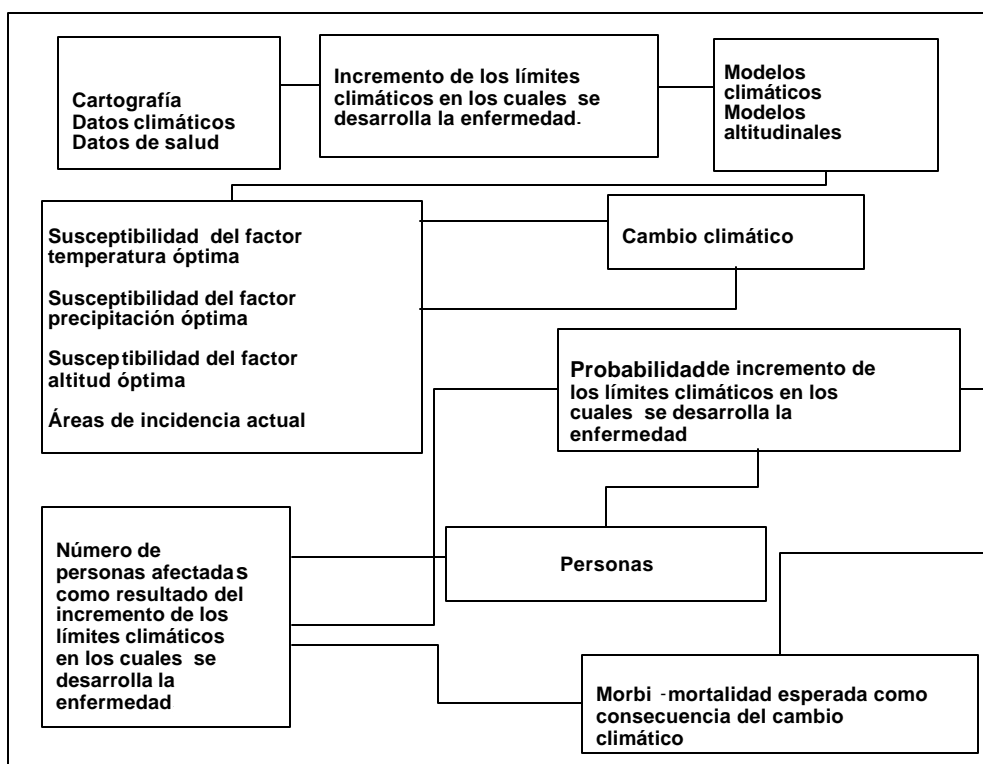 Cartografía
Datos climáticos
Datos de salud
Incremento de los límites
climáticos en los cuales se
desarrolla la enfermedad.
Modelos
climáticos
Modelos
altitudinales
Susceptibilidad del factor
temperatura óptima
Susceptibilidad del factor
precipitación óptima
Susceptibilidad del factor
altitud óptima
Áreas de incidencia actual
Cambio climático
Probabilidad de incremento de
los límites climáticos en los
cuales se desarrolla la
enfermedad
Número de
personas afectadas
como resultado del
incremento de los
límites climáticos
en los cuales se
desarrolla la
enfermedad
Personas
Morbi -mortalidad esperada como
consecuencia del cambio
climático